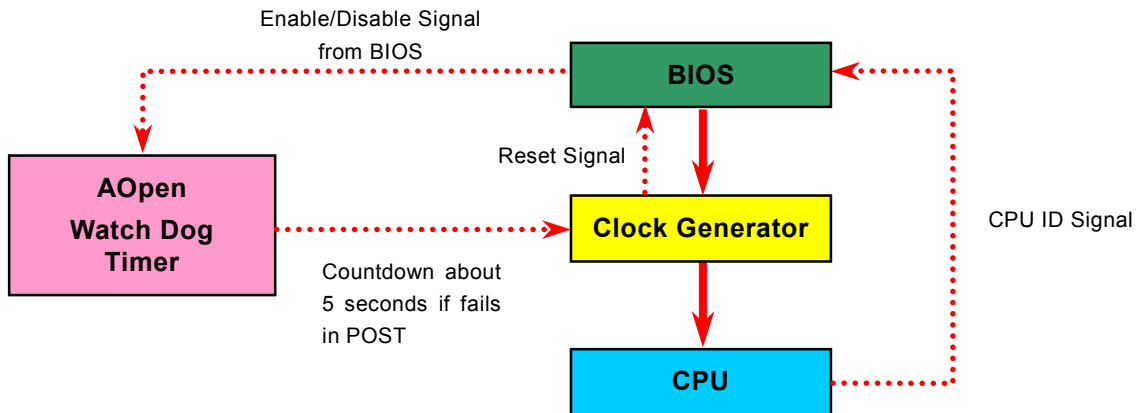 Enable/Disable Signal
from BIOS
BIOS
Reset Signal
AOpen
Watch Dog
Timer
Clock Generator
CPU ID Signal
Countdown about
5 seconds if fails
in POST
CPU